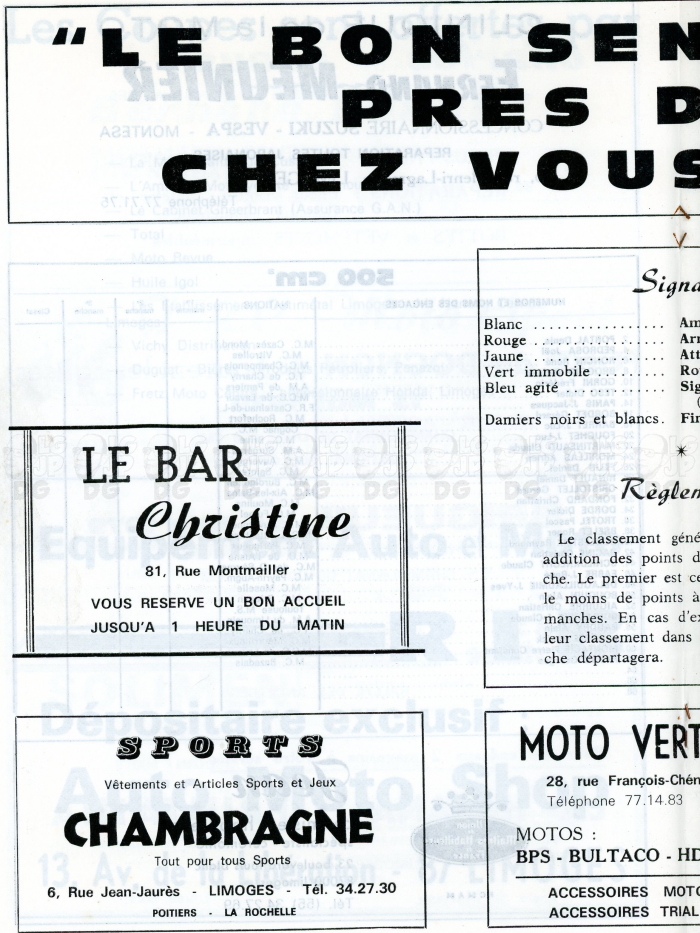 “LE BON SEN
PRES D
CHEZ VOUS
Signa
Blanc .................. Am
Rouge .................. Arr
Jaune .................. Att
Vert immobile .......... Rou
Bleu agité ............. Sig
Damiers noirs et blancs. Fin
*
Règlem
Le classement géné
addition des points d
che. Le premier est ce
le moins de points à
manches. En cas d'ex
leur classement dans
che départagera.
LE BAR
Christine
81, Rue Montmailler
VOUS RESERVE UN BON ACCUEIL
JUSQU'A 1 HEURE DU MATIN
SPORTS
Vêtements et Articles Sports et Jeux
CHAMBRAGNE
Tout pour tous Sports
6, Rue Jean-Jaurès - LIMOGES - Tél. 34.27.30
POITIERS - LA ROCHELLE
MOTO VERT
28, rue François-Chén
Téléphone 77.14.83
MOTOS :
BPS - BULTACO - HD
ACCESSOIRES MOTO
ACCESSOIRES TRIAL